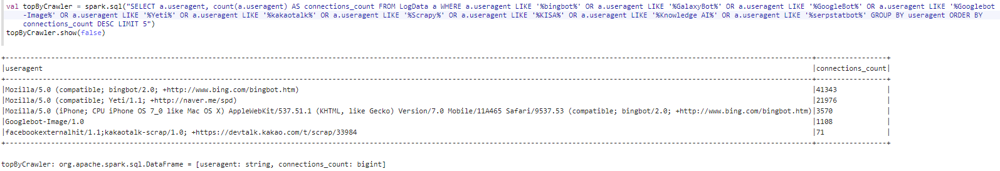 val topByCrawler = spark.sql("SELECT a.useragent, count(a.useragent) AS connections_count FROM LogData a WHERE a.useragent LIKE '%bingbot%' OR a.useragent LIKE '%GalaxyBot%' OR a.useragent LIKE '%GoogleBot%' OR a.useragent LIKE '%Googlebot
-Image%' OR a.useragent LIKE '%Yeti%' OR a.useragent LIKE '%kakaotalk%' OR a.useragent LIKE '%Scrapy%' OR a.useragent LIKE '%KISA%' OR a.useragent LIKE '%Knowledge AI%' OR a.useragent LIKE '%serpstatbot%' GROUP BY useragent ORDER BY
connections_count DESC LIMIT 5")
topByCrawler.show(false)
|useragent |connections_count|
|Mozilla/5.0 (compatible; bingbot/2.0; +http://www.bing.com/bingbot.htm) |41343 |
|Mozilla/5.0 (compatible; Yeti/1.1; +http://naver.me/spd) |21976 |
|Mozilla/5.0 (iPhone; CPU iPhone OS 7_0 like Mac OS X) AppleWebKit/537.51.1 (KHTML, like Gecko) Version/7.0 Mobile/11A465 Safari/9537.53 (compatible; bingbot/2.0; +http://www.bing.com/bingbot.htm)|3570 |
|Googlebot-Image/1.0 |1108 |
|facebookexternalhit/1.1;kakaotalk-scrap/1.0; +https://devtalk.kakao.com/t/scrap/33984 |71 |
topByCrawler: org.apache.spark.sql.DataFrame = [useragent: string, connections_count: bigint]